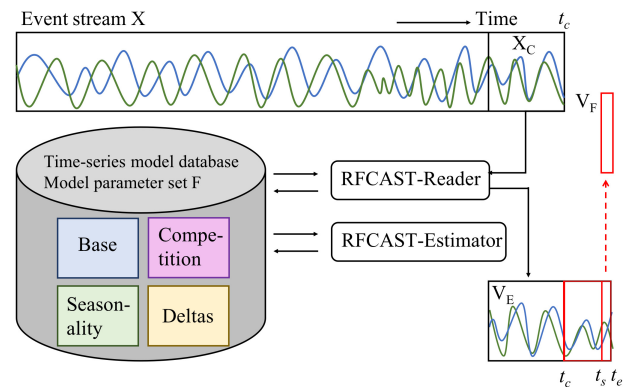 Event stream X
Time
t_c
X_C
V_F
Time-series model database
Model parameter set F
RFCAST-Reader
Base
Compe-
tition
RFCAST-Estimator
Season-
ality
Deltas
V_E
t_c
t_s
t_e